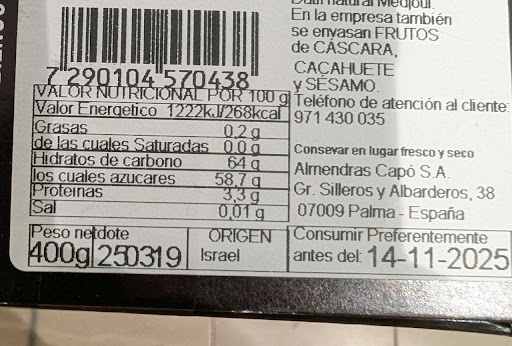 Medjoul.
En la empresa también
se envasan FRUTOS
de CÁSCARA,
CACAHUETE
y SÉSAMO.
Teléfono de atención al cliente:
971 430 035
7 290104 570438
VALOR NUTRICIONAL POR 100 g
Valor Energetico 1222kJ/268kcal
Grasas 0,2 g
de las cuales Saturadas 0,0 g
Hidratos de carbono 64 g
los cuales azucares 58,7 g
Proteinas 3,3 g
Sal 0,01 g
Consevar en lugar fresco y seco
Almendras Capó S.A.
Gr. Silleros y Albarderos, 38
07009 Palma - España
Peso neto
400g
lote
250319
ORIGEN
Israel
Consumir Preferentemente
antes del: 14-11-2025